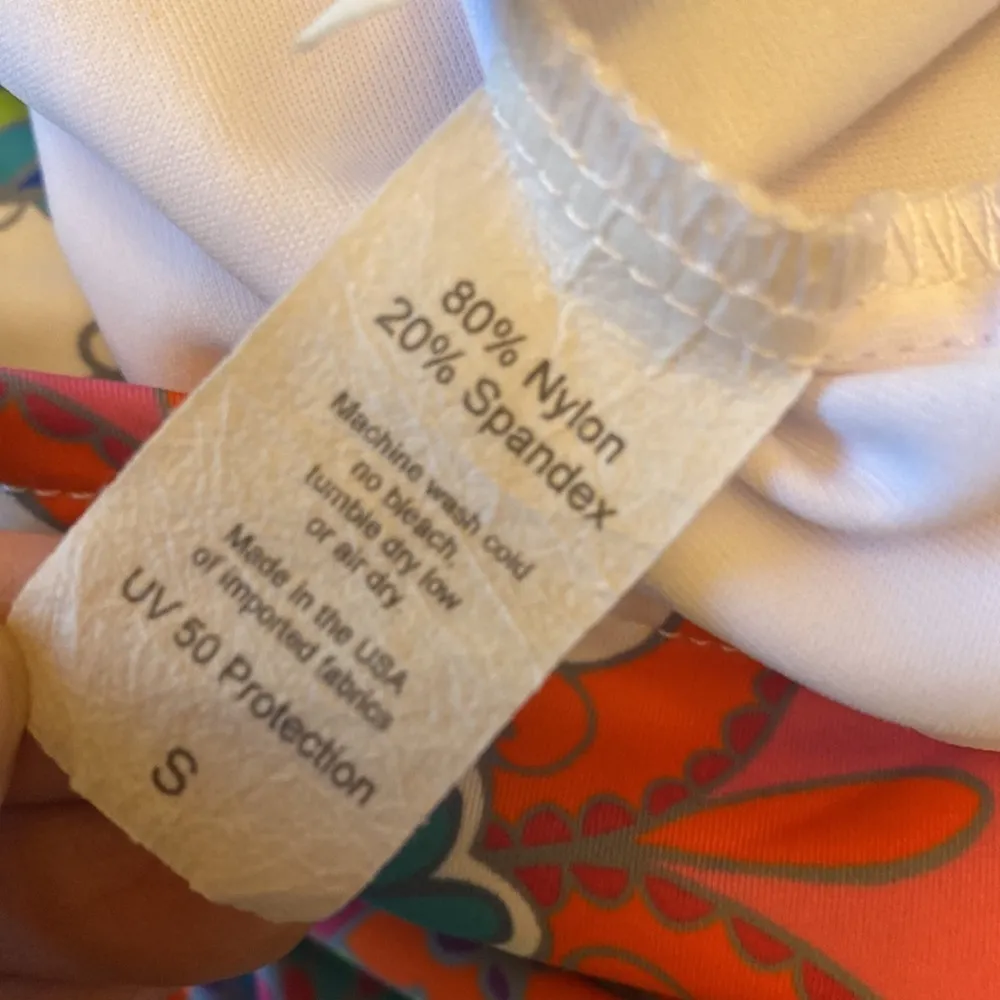 80% Nylon
20% Spandex
Machine wash cold
no bleach,
tumble dry low
or air dry
Made in the USA
of imported fabrics
UV 50 Protection
S